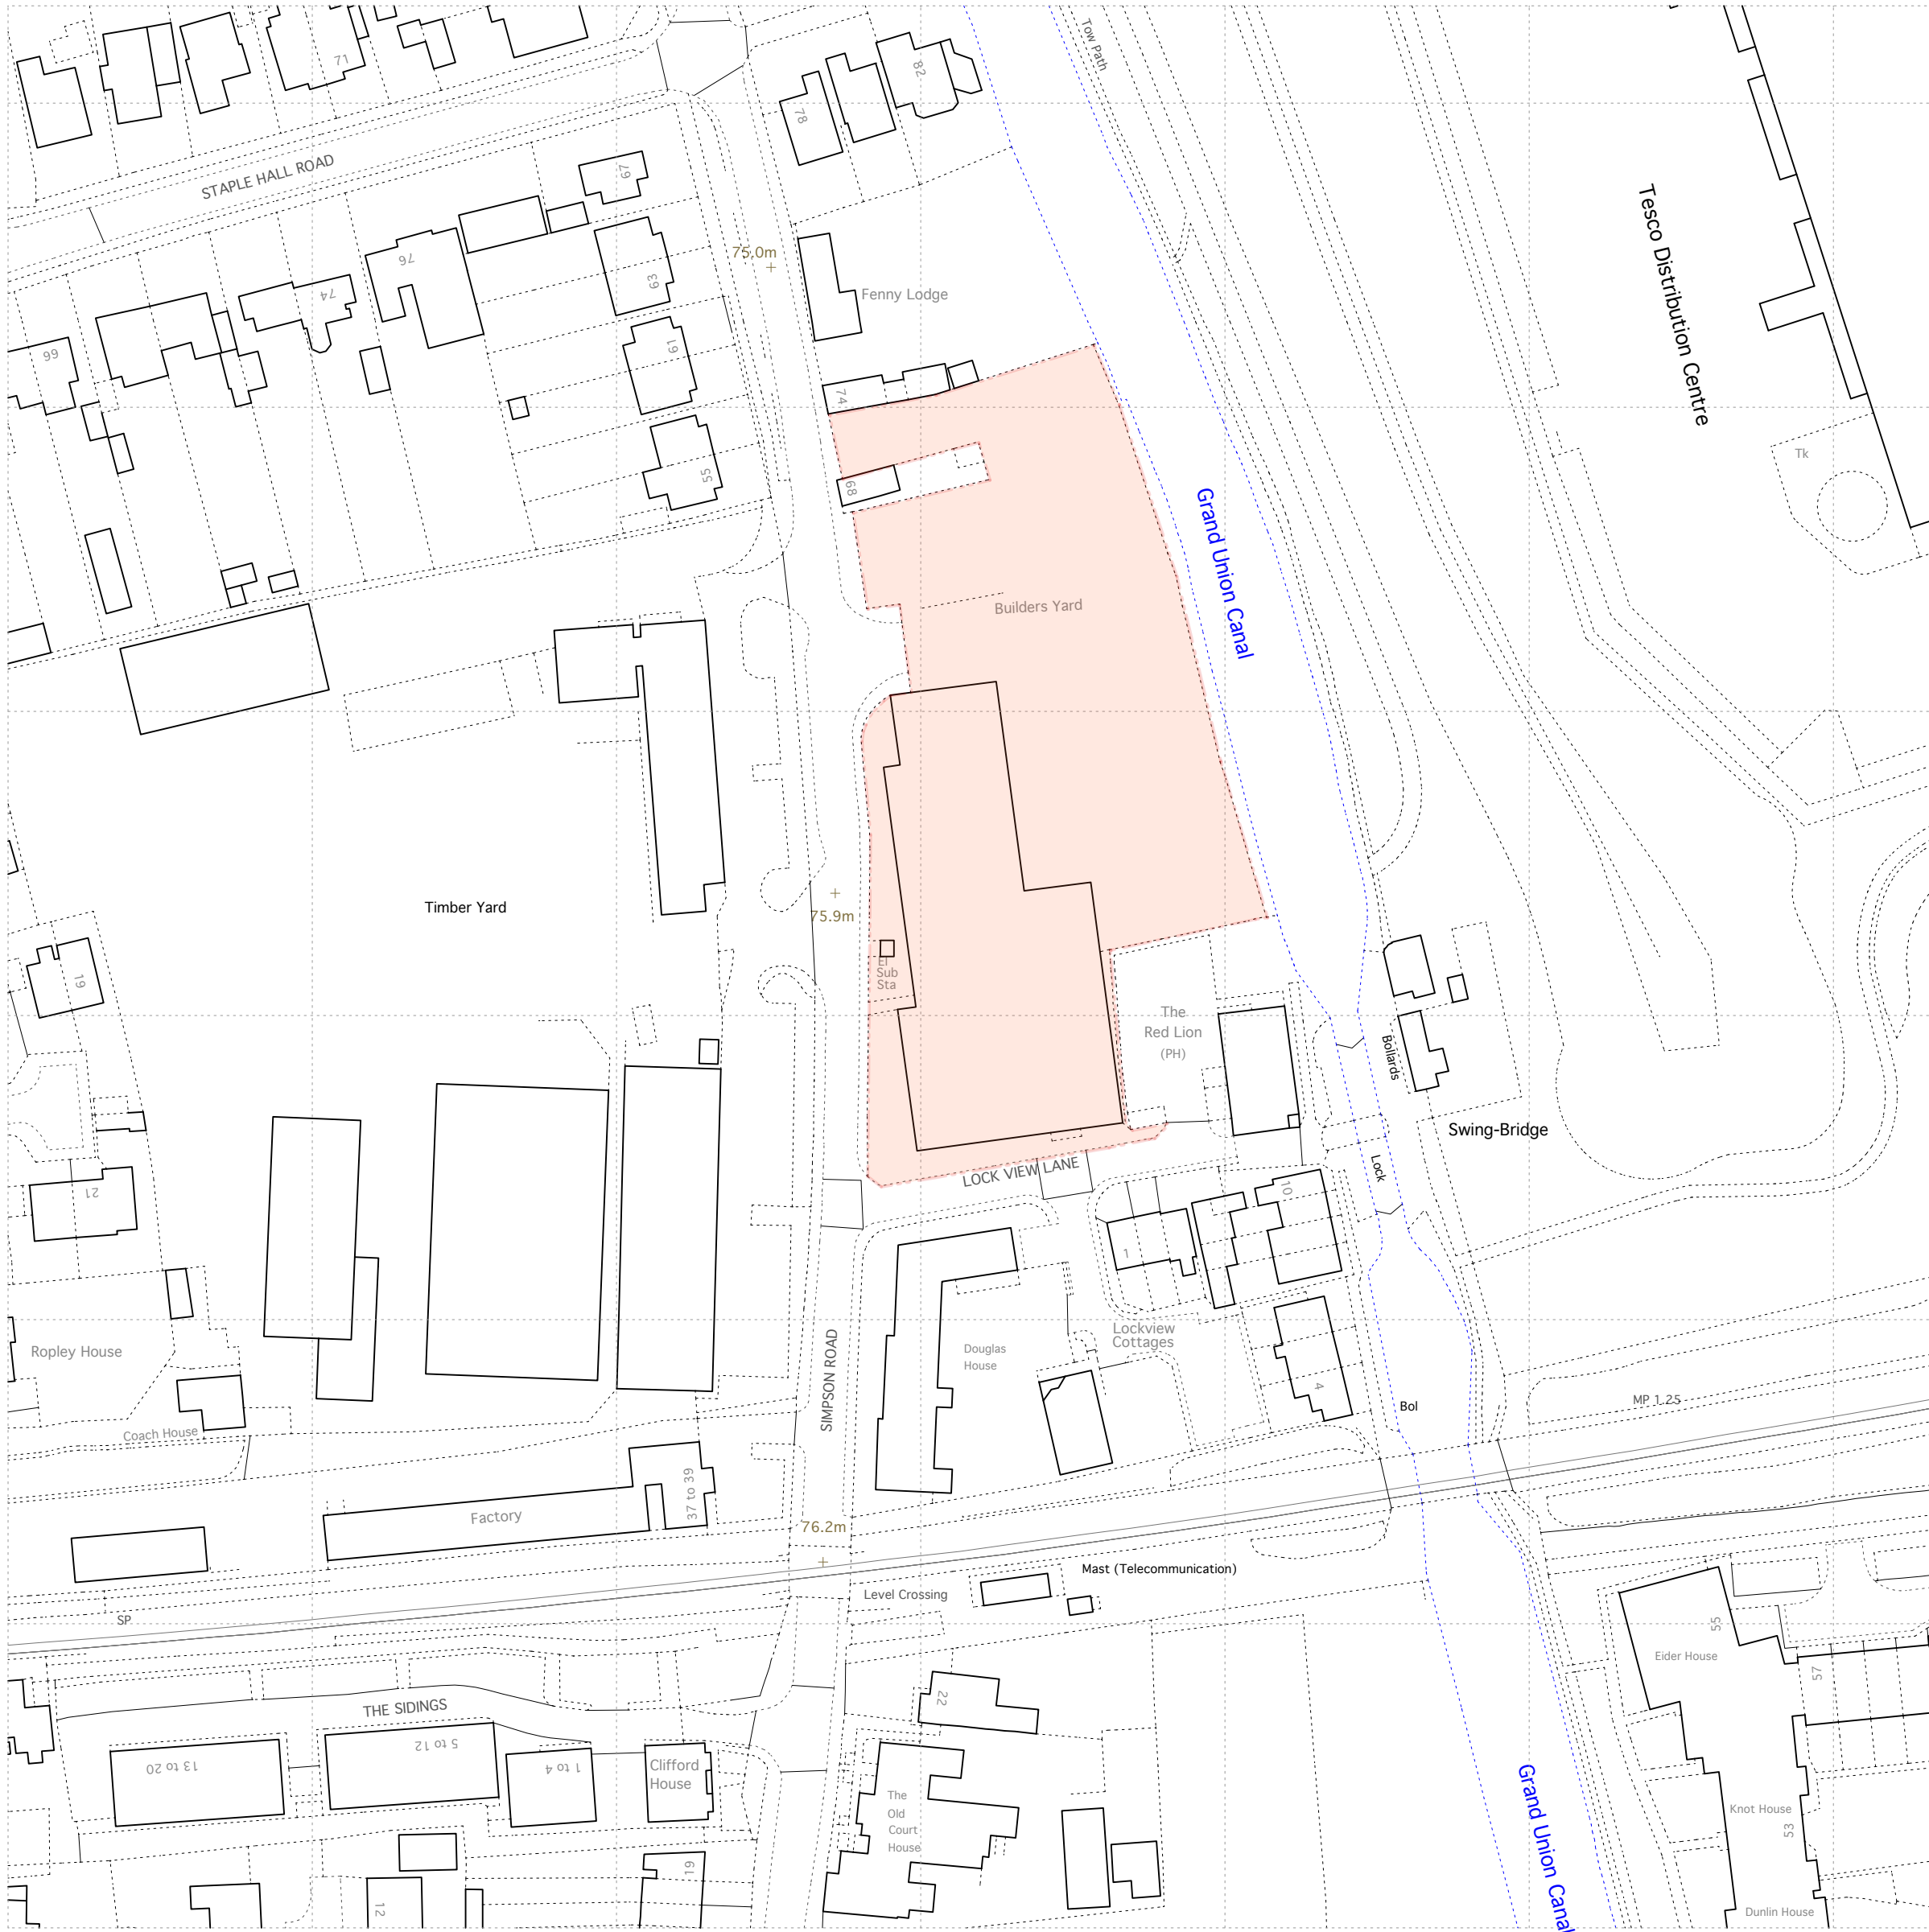 71
78
82
Tow Path
STAPLE HALL ROAD
67
Tesco Distribution Centre
76
75.0m
63
74
Fenny Lodge
66
61
74
55
68
Tk
Grand Union Canal
Builders Yard
Timber Yard
75.9m
El
Sub
Sta
19
The
Red Lion
(PH)
Bollards
Swing-Bridge
Lock
LOCK VIEW LANE
21
10
1
SIMPSON ROAD
Lockview
Cottages
Douglas
House
Ropley House
4
MP 1.25
Bol
Coach House
37 to 39
Factory
76.2m
Mast (Telecommunication)
Level Crossing
SP
55
Eider House
57
22
THE SIDINGS
5 to 12
13 to 20
1 to 4
Clifford
House
Grand Union Canal
The
Old
Court
House
Knot House
53
19
12
Dunlin House